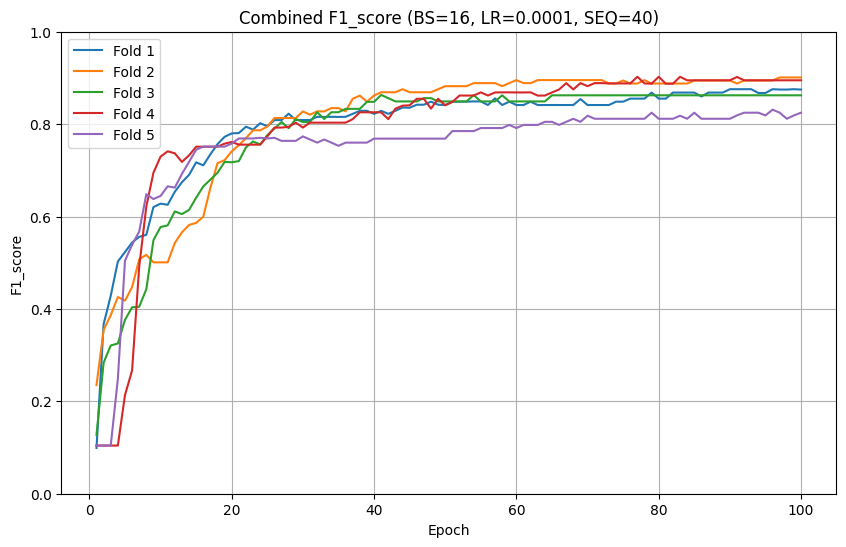 Combined F1_score (BS=16, LR=0.0001, SEQ=40)
Fold 1
Fold 2
Fold 3
Fold 4
Fold 5
F1_score
1.0
0.8
0.6
0.4
0.2
0.0
0 20 40 60 80 100
Epoch